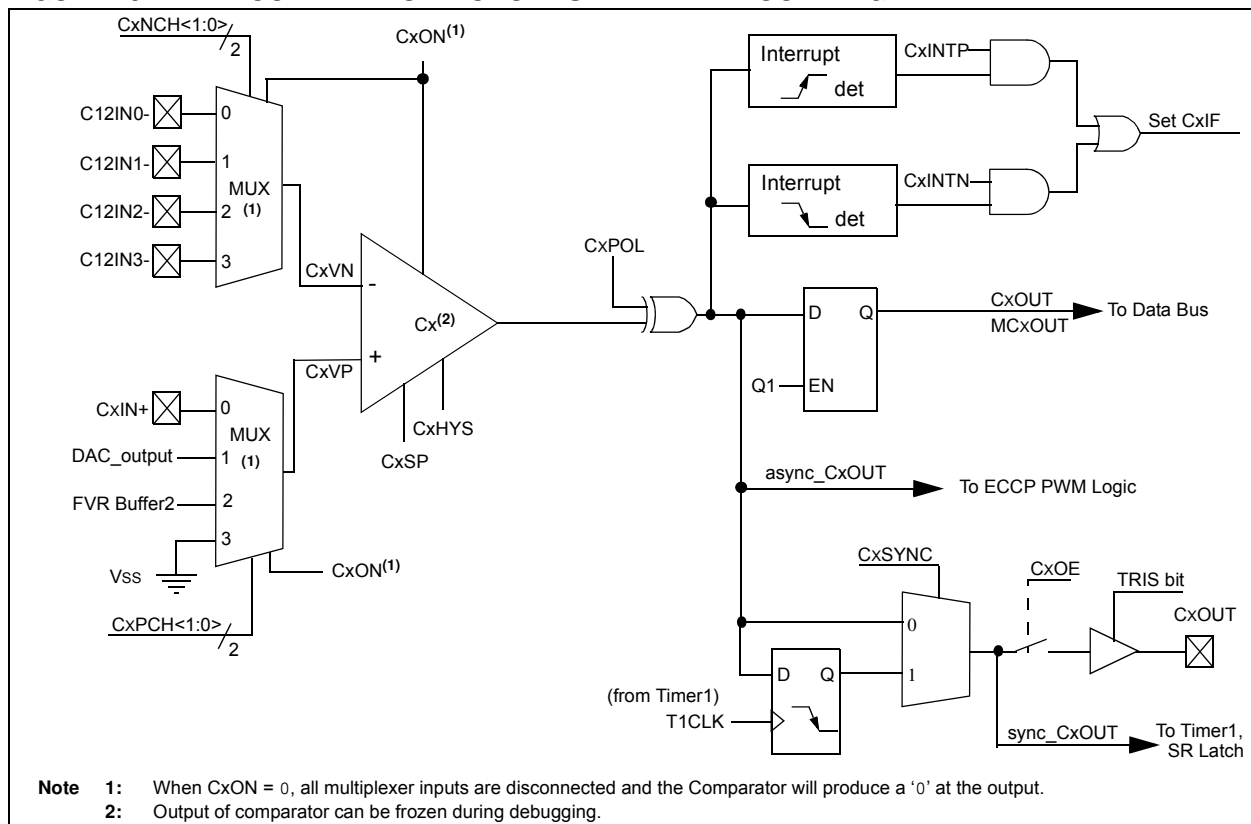 CxNCH<1:0>
2
CxON(1)
C12IN0-
0
C12IN1-
1
MUX
(1)
C12IN2-
2
C12IN3-
3
CxVN
-
Cx(2)
CxVP
+
CxIN+
0
MUX
(1)
DAC_output
1
FVR Buffer2
2
3
Vss
CxON(1)
CxPCH<1:0>
2
CxHYS
CxSP
CxPOL
Interrupt
det
CxINTP
Set CxIF
Interrupt
det
CxINTN
D
Q
Q1
EN
CxOUT
MCxOUT
To Data Bus
async_CxOUT
To ECCP PWM Logic
CxSYNC
0
1
D
Q
(from Timer1)
T1CLK
CxOE
TRIS bit
CxOUT
sync_CxOUT
To Timer1,
SR Latch
Note 1: When CxON = 0, all multiplexer inputs are disconnected and the Comparator will produce a ‘0’ at the output.
2: Output of comparator can be frozen during debugging.